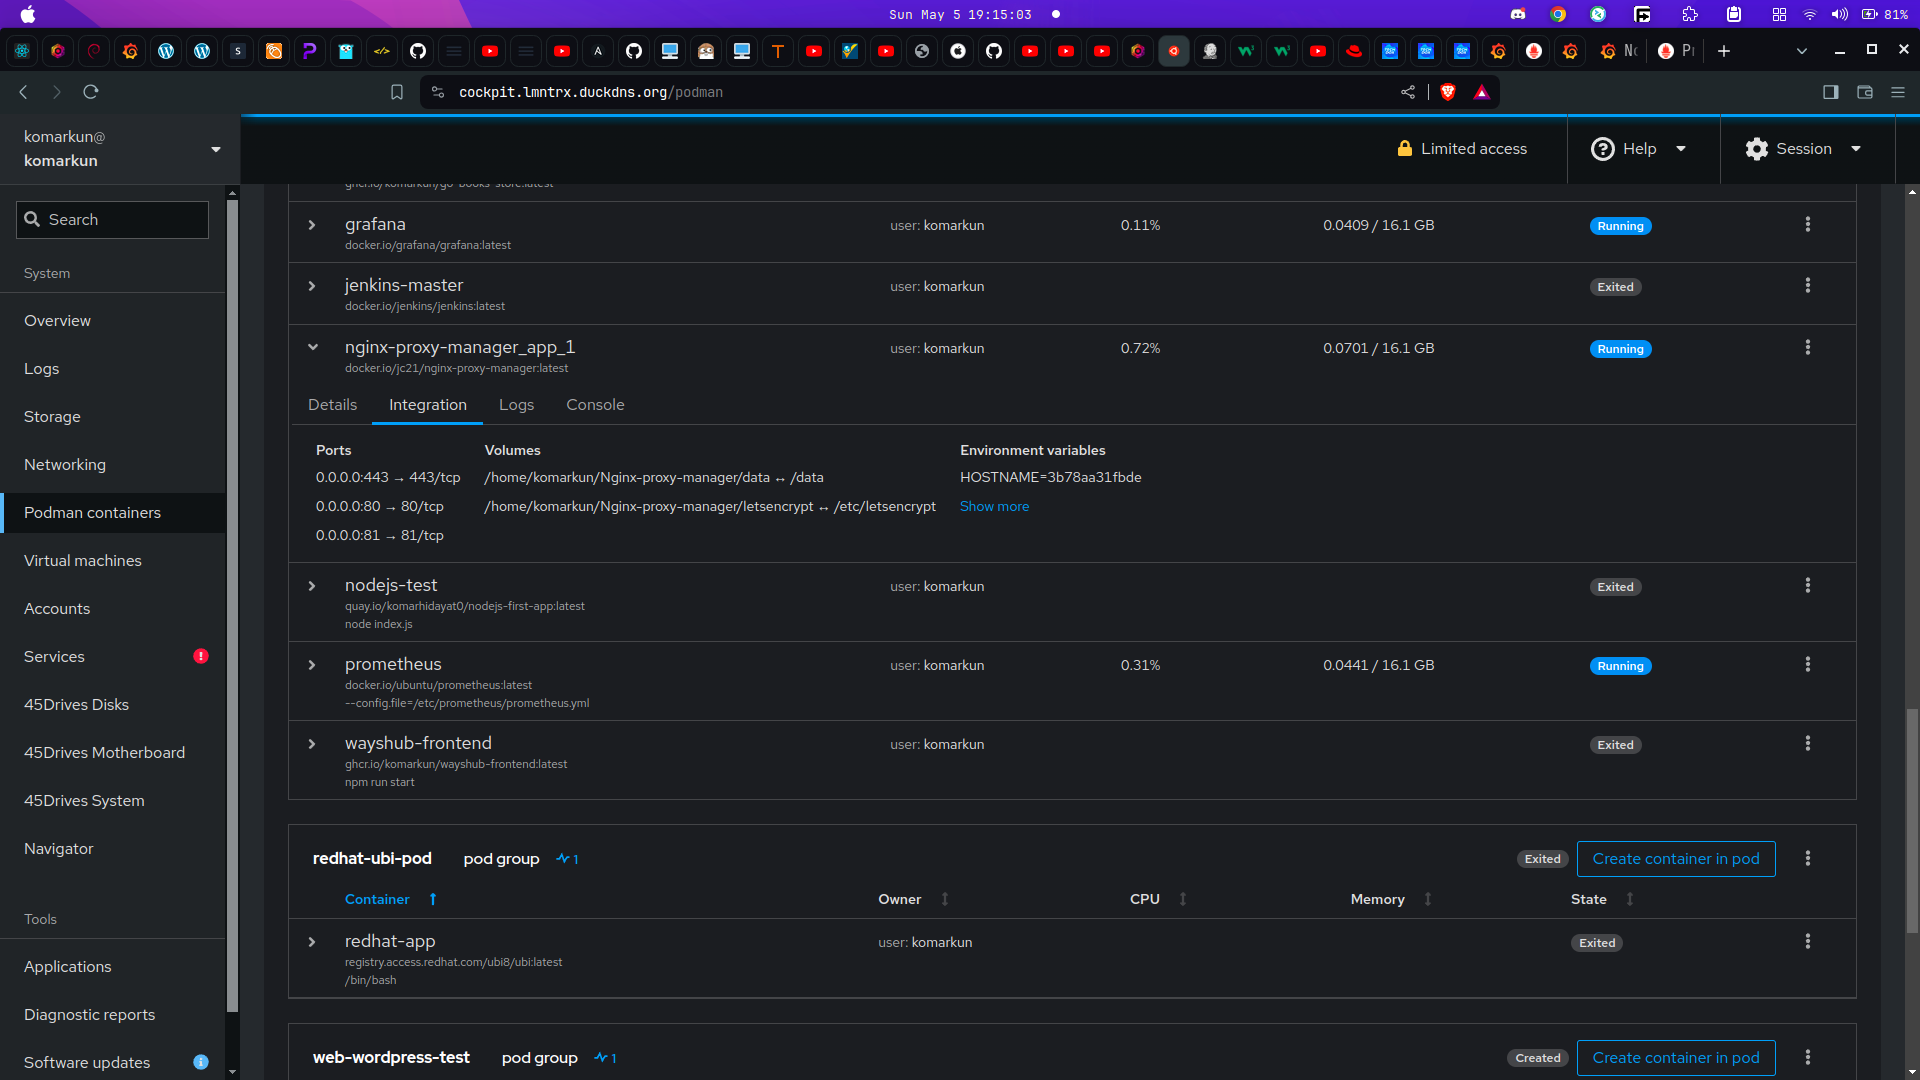 Sun May 5 19:15:03
81%
cockpit.lmntrx.duckdns.org/podman
komarkun@
komarkun
Limited access
Help
Session
Search
System
Overview
Logs
Storage
Networking
Podman containers
Virtual machines
Accounts
Services
45Drives Disks
45Drives Motherboard
45Drives System
Navigator
Tools
Applications
Diagnostic reports
Software updates
ghcr.io/komarkun/go-books-store:latest
grafana user: komarkun 0.11% 0.0409 / 16.1 GB Running
docker.io/grafana/grafana:latest
jenkins-master user: komarkun Exited
docker.io/jenkins/jenkins:latest
nginx-proxy-manager_app_1 user: komarkun 0.72% 0.0701 / 16.1 GB Running
docker.io/jc21/nginx-proxy-manager:latest
Details Integration Logs Console
Ports Volumes Environment variables
0.0.0.0:443 → 443/tcp /home/komarkun/Nginx-proxy-manager/data ↔ /data HOSTNAME=3b78aa31fbde
0.0.0.0:80 → 80/tcp /home/komarkun/Nginx-proxy-manager/letsencrypt ↔ /etc/letsencrypt Show more
0.0.0.0:81 → 81/tcp
nodejs-test user: komarkun Exited
quay.io/komarhidayat0/nodejs-first-app:latest
node index.js
prometheus user: komarkun 0.31% 0.0441 / 16.1 GB Running
docker.io/ubuntu/prometheus:latest
--config.file=/etc/prometheus/prometheus.yml
wayshub-frontend user: komarkun Exited
ghcr.io/komarkun/wayshub-frontend:latest
npm run start
redhat-ubi-pod pod group 1 Exited Create container in pod
Container Owner CPU Memory State
redhat-app user: komarkun Exited
registry.access.redhat.com/ubi8/ubi:latest
/bin/bash
web-wordpress-test pod group 1 Created Create container in pod